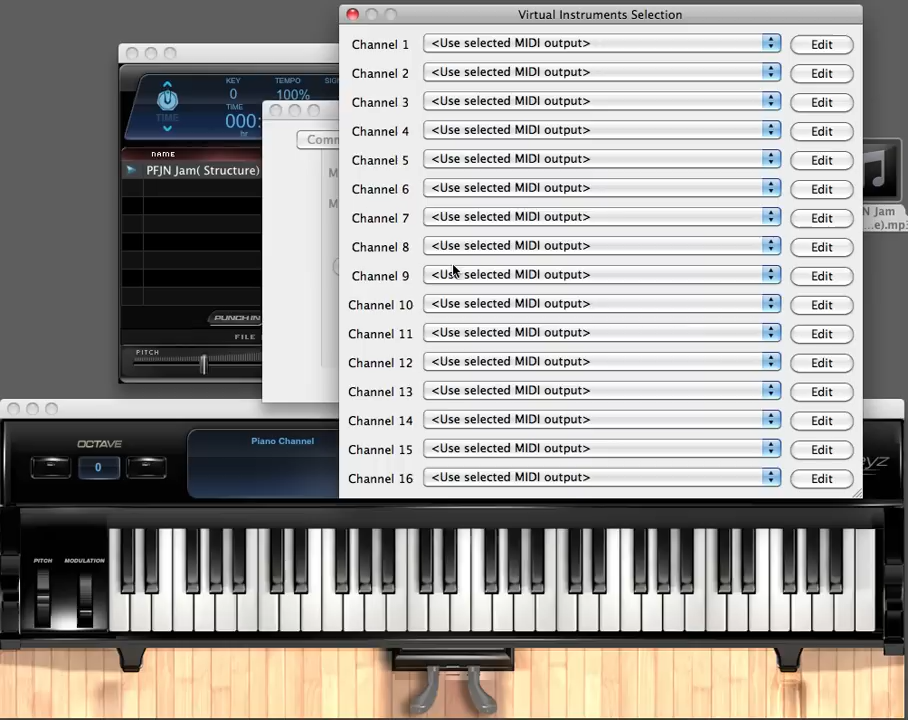 Virtual Instruments Selection
Channel 1 <Use selected MIDI output> Edit
Channel 2 <Use selected MIDI output> Edit
Channel 3 <Use selected MIDI output> Edit
Channel 4 <Use selected MIDI output> Edit
Channel 5 <Use selected MIDI output> Edit
Channel 6 <Use selected MIDI output> Edit
Channel 7 <Use selected MIDI output> Edit
Channel 8 <Use selected MIDI output> Edit
Channel 9 <Use selected MIDI output> Edit
Channel 10 <Use selected MIDI output> Edit
Channel 11 <Use selected MIDI output> Edit
Channel 12 <Use selected MIDI output> Edit
Channel 13 <Use selected MIDI output> Edit
Channel 14 <Use selected MIDI output> Edit
Channel 15 <Use selected MIDI output> Edit
Channel 16 <Use selected MIDI output> Edit
KEY TEMPO
0 100%
TIME
TIME
000:
hr
NAME
PFJN Jam( Structure)
PUNCH IN
FILE
PITCH
N Jam
...e).mp3
OCTAVE
0
Piano Channel
PITCH MODULATION